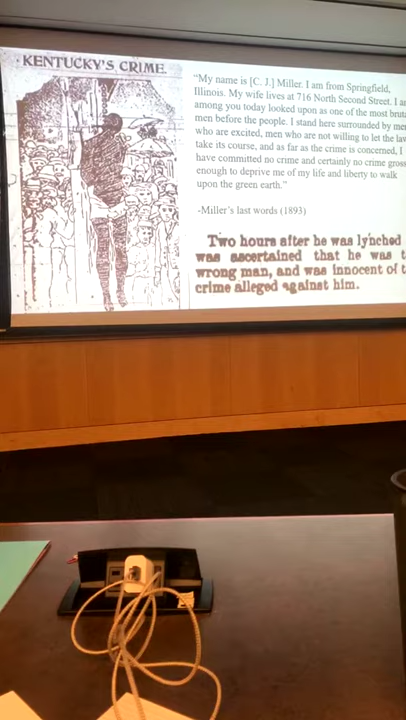 KENTUCKY'S CRIME.
"My name is [C. J.] Miller. I am from Springfield,
Illinois. My wife lives at 716 North Second Street. I a
among you today looked upon as one of the most bruta
men before the people. I stand here surrounded by me
who are excited, men who are not willing to let the law
take its course, and as far as the crime is concerned, I
have committed no crime and certainly no crime gross
enough to deprive me of my life and liberty to walk
upon the green earth."
-Miller's last words (1893)
Two hours after he was lynched
was ascertained that he was t
wrong man, and was innocent of t
crime alleged against him.